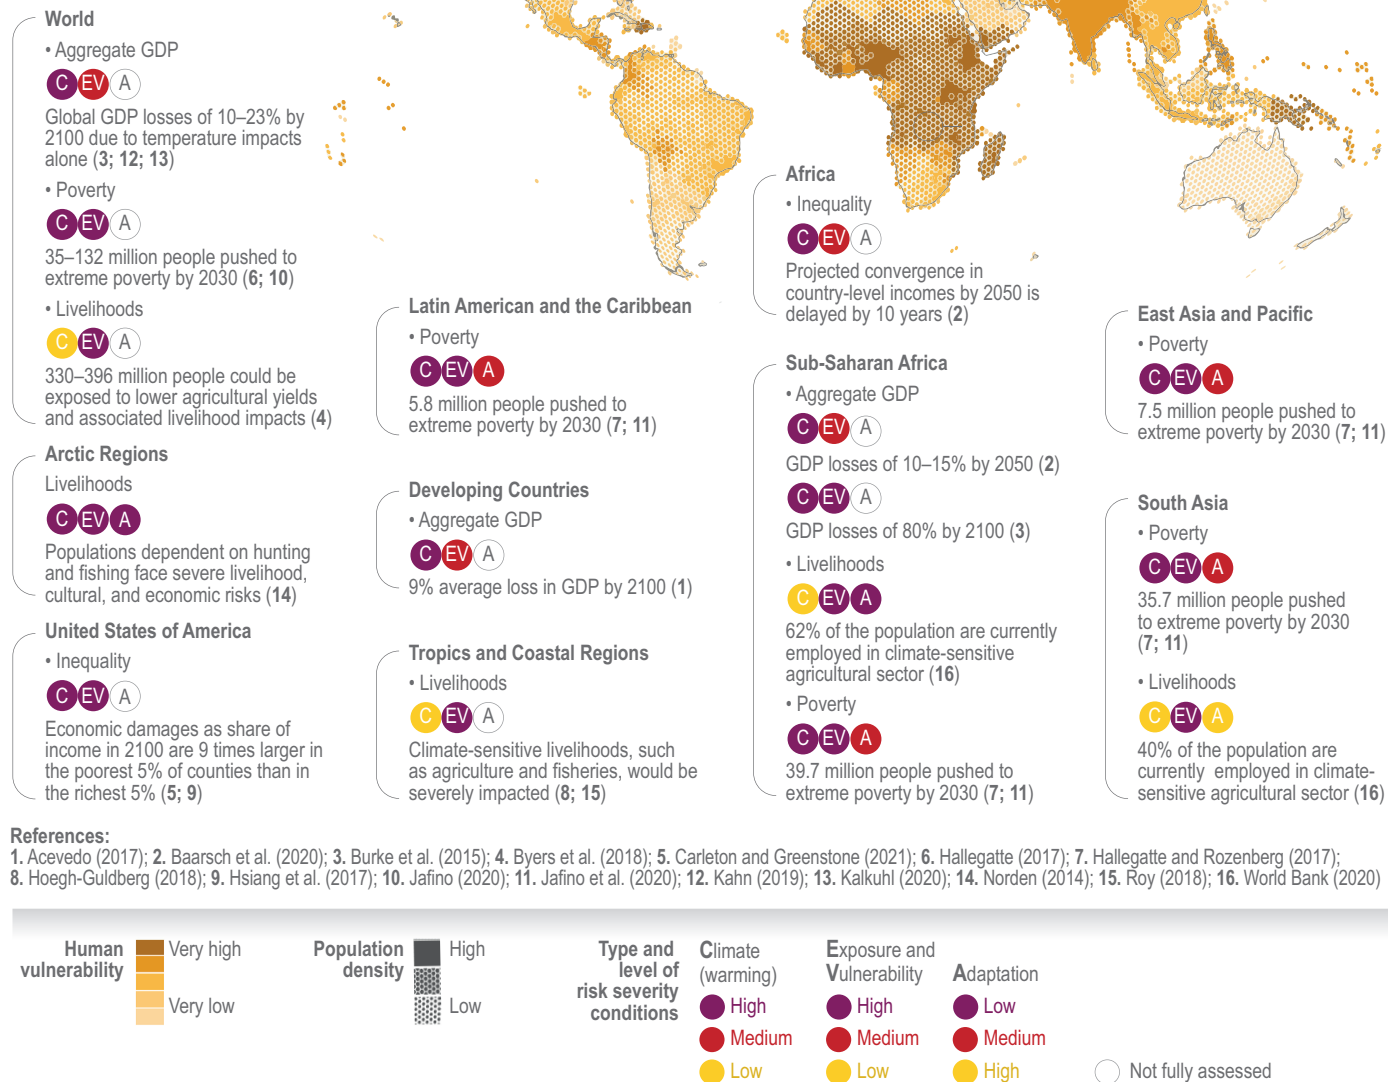 World
• Aggregate GDP
C EV A
Global GDP losses of 10–23% by
2100 due to temperature impacts
alone (3; 12; 13)
• Poverty
C EV A
35–132 million people pushed to
extreme poverty by 2030 (6; 10)
• Livelihoods
C EV A
330–396 million people could be
exposed to lower agricultural yields
and associated livelihood impacts (4)
Arctic Regions
Livelihoods
C EV A
Populations dependent on hunting
and fishing face severe livelihood,
cultural, and economic risks (14)
United States of America
• Inequality
C EV A
Economic damages as share of
income in 2100 are 9 times larger in
the poorest 5% of counties than in
the richest 5% (5; 9)
Latin American and the Caribbean
• Poverty
C EV A
5.8 million people pushed to
extreme poverty by 2030 (7; 11)
Developing Countries
• Aggregate GDP
C EV A
9% average loss in GDP by 2100 (1)
Tropics and Coastal Regions
• Livelihoods
C EV A
Climate-sensitive livelihoods, such
as agriculture and fisheries, would be
severely impacted (8; 15)
Africa
• Inequality
C EV A
Projected convergence in
country-level incomes by 2050 is
delayed by 10 years (2)
Sub-Saharan Africa
• Aggregate GDP
C EV A
GDP losses of 10–15% by 2050 (2)
C EV A
GDP losses of 80% by 2100 (3)
• Livelihoods
C EV A
62% of the population are currently
employed in climate-sensitive
agricultural sector (16)
• Poverty
C EV A
39.7 million people pushed to
extreme poverty by 2030 (7; 11)
East Asia and Pacific
• Poverty
C EV A
7.5 million people pushed to
extreme poverty by 2030 (7; 11)
South Asia
• Poverty
C EV A
35.7 million people pushed
to extreme poverty by 2030
(7; 11)
• Livelihoods
C EV A
40% of the population are
currently employed in climate-
sensitive agricultural sector (16)
References:
1. Acevedo (2017); 2. Baarsch et al. (2020); 3. Burke et al. (2015); 4. Byers et al. (2018); 5. Carleton and Greenstone (2021); 6. Hallegatte (2017); 7. Hallegatte and Rozenberg (2017);
8. Hoegh-Guldberg (2018); 9. Hsiang et al. (2017); 10. Jafino (2020); 11. Jafino et al. (2020); 12. Kahn (2019); 13. Kalkuhl (2020); 14. Norden (2014); 15. Roy (2018); 16. World Bank (2020)
Human
vulnerability
Very high
Very low
Population
density
High
Low
Type and
level of
risk severity
conditions
Climate
(warming)
High
Medium
Low
Exposure and
Vulnerability
High
Medium
Low
Adaptation
Low
Medium
High
Not fully assessed